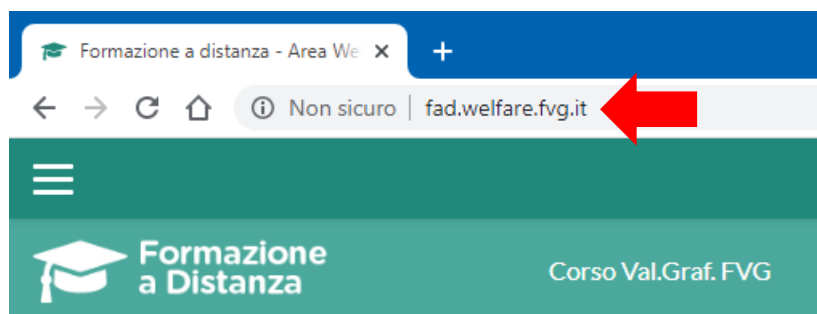 Formazione a distanza - Area We
Non sicuro | fad.welfare.fvg.it
Formazione
a Distanza
Corso Val.Graf. FVG